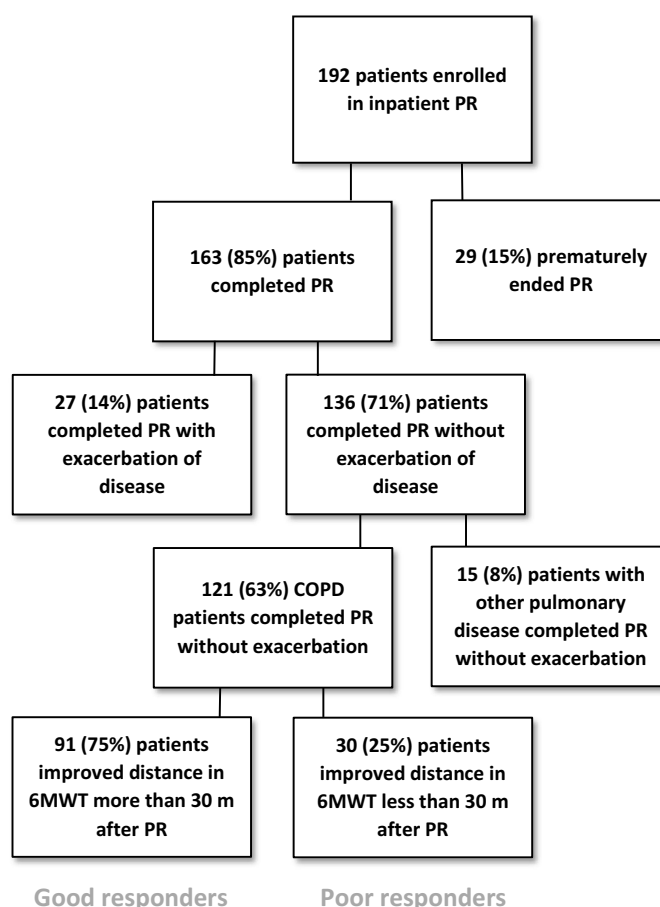 192 patients enrolled
in inpatient PR
163 (85%) patients
completed PR
29 (15%) prematurely
ended PR
27 (14%) patients
completed PR with
exacerbation of
disease
136 (71%) patients
completed PR without
exacerbation of
disease
121 (63%) COPD
patients completed PR
without exacerbation
15 (8%) patients with
other pulmonary
disease completed PR
without exacerbation
91 (75%) patients
improved distance in
6MWT more than 30 m
after PR
30 (25%) patients
improved distance in
6MWT less than 30 m
after PR
Good responders
Poor responders